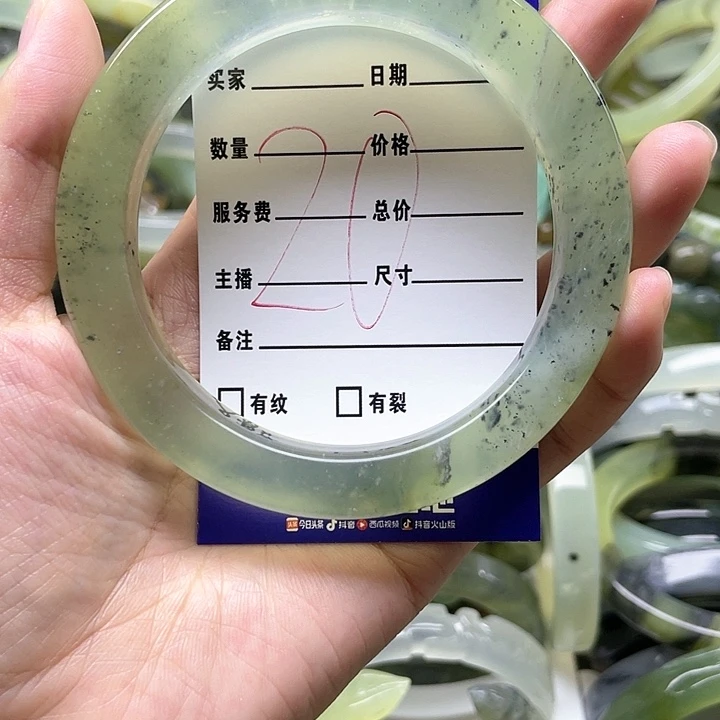 买家 日期
数量 价格
服务费 总价
主播 尺寸
备注
有纹 有裂
20
今日头条 抖音 西瓜视频 抖音火山版